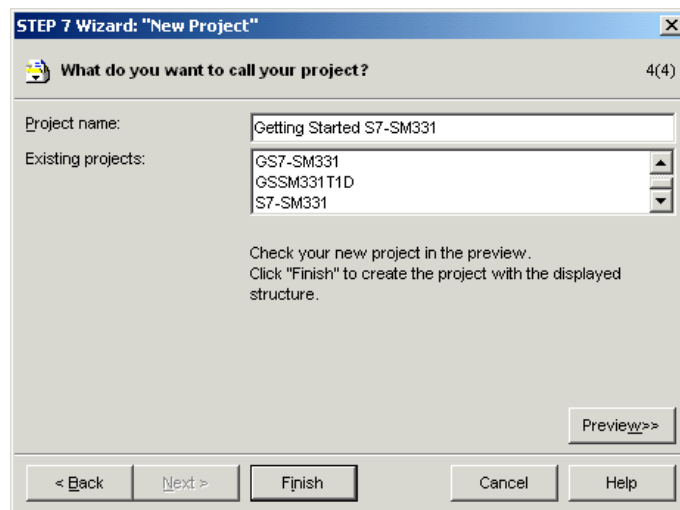 STEP 7 Wizard: "New Project"
What do you want to call your project?
4(4)
Project name:
Getting Started S7-SM331
Existing projects:
GS7-SM331
GSSM331T1D
S7-SM331
Check your new project in the preview.
Click "Finish" to create the project with the displayed
structure.
Preview>>
< Back
Next >
Finish
Cancel
Help